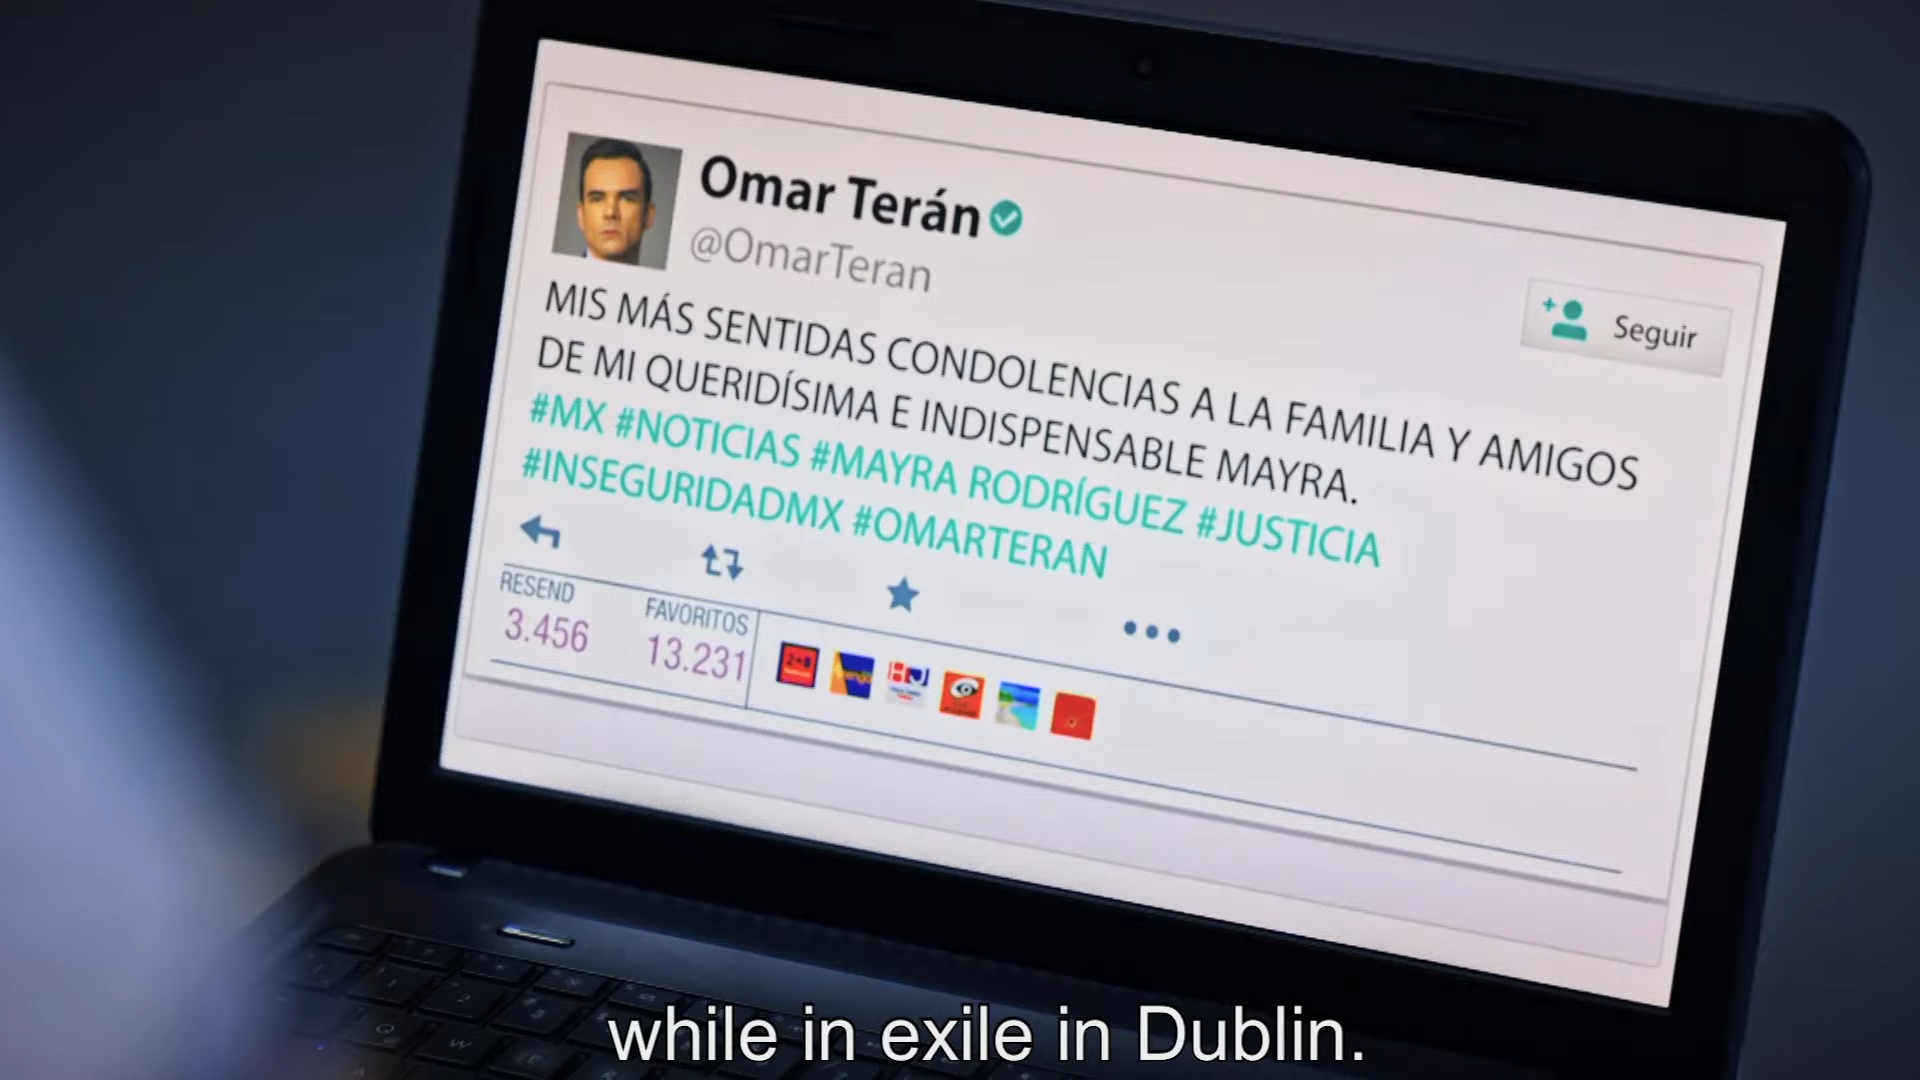 Omar Terán
@OmarTeran
Seguir
MIS MÁS SENTIDAS CONDOLENCIAS A LA FAMILIA Y AMIGOS
DE MI QUERIDÍSIMA E INDISPENSABLE MAYRA.
#MX #NOTICIAS #MAYRA RODRÍGUEZ #JUSTICIA
#INSEGURIDADMX #OMARTERAN
RESEND
FAVORITOS
3.456
13.231
while in exile in Dublin.